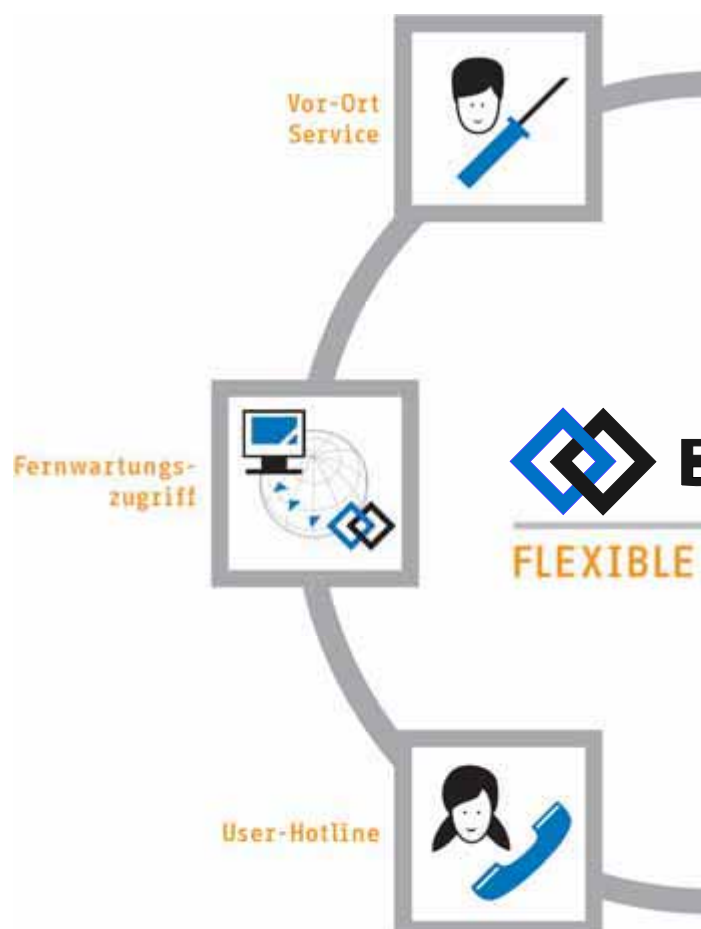 Vor-Ort
Service
Fernwartungs-
zugriff
E
FLEXIBLE
User-Hotline